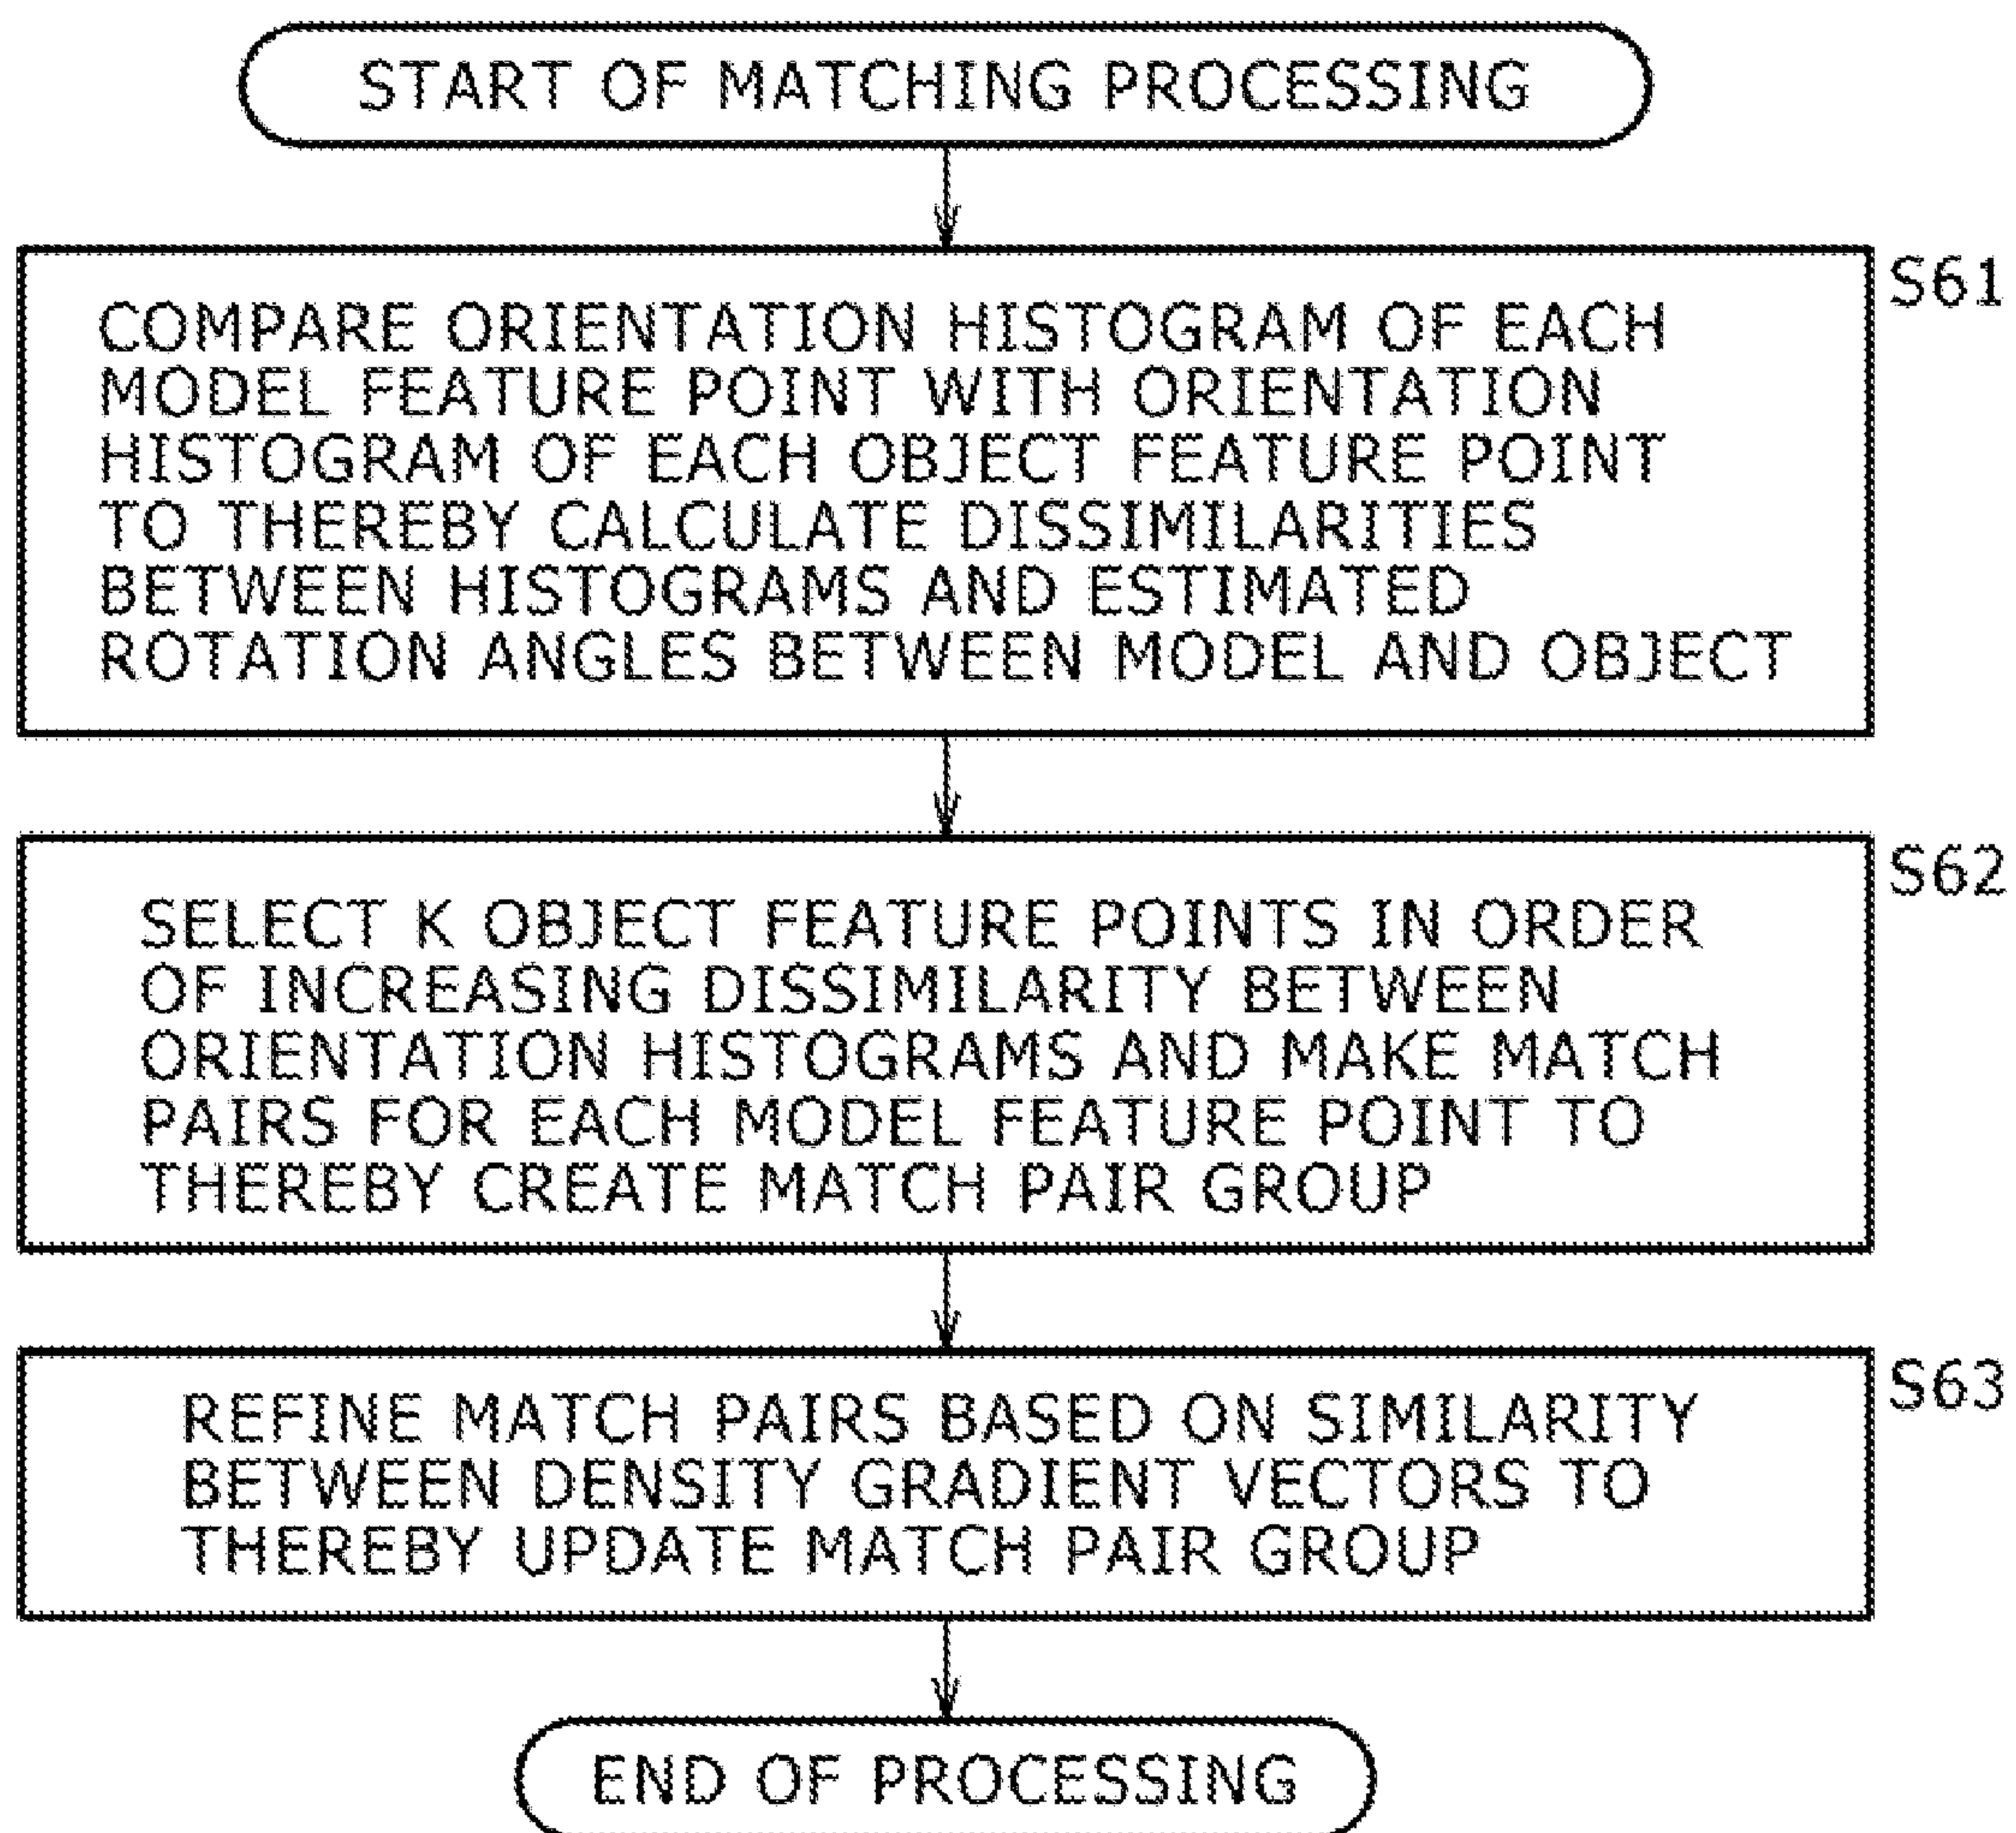 START OF MATCHING PROCESSING
S61
COMPARE ORIENTATION HISTOGRAM OF EACH
MODEL FEATURE POINT WITH ORIENTATION
HISTOGRAM OF EACH OBJECT FEATURE POINT
TO THEREBY CALCULATE DISSIMILARITIES
BETWEEN HISTOGRAMS AND ESTIMATED
ROTATION ANGLES BETWEEN MODEL AND OBJECT
S62
SELECT K OBJECT FEATURE POINTS IN ORDER
OF INCREASING DISSIMILARITY BETWEEN
ORIENTATION HISTOGRAMS AND MAKE MATCH
PAIRS FOR EACH MODEL FEATURE POINT TO
THEREBY CREATE MATCH PAIR GROUP
S63
REFINE MATCH PAIRS BASED ON SIMILARITY
BETWEEN DENSITY GRADIENT VECTORS TO
THEREBY UPDATE MATCH PAIR GROUP
END OF PROCESSING